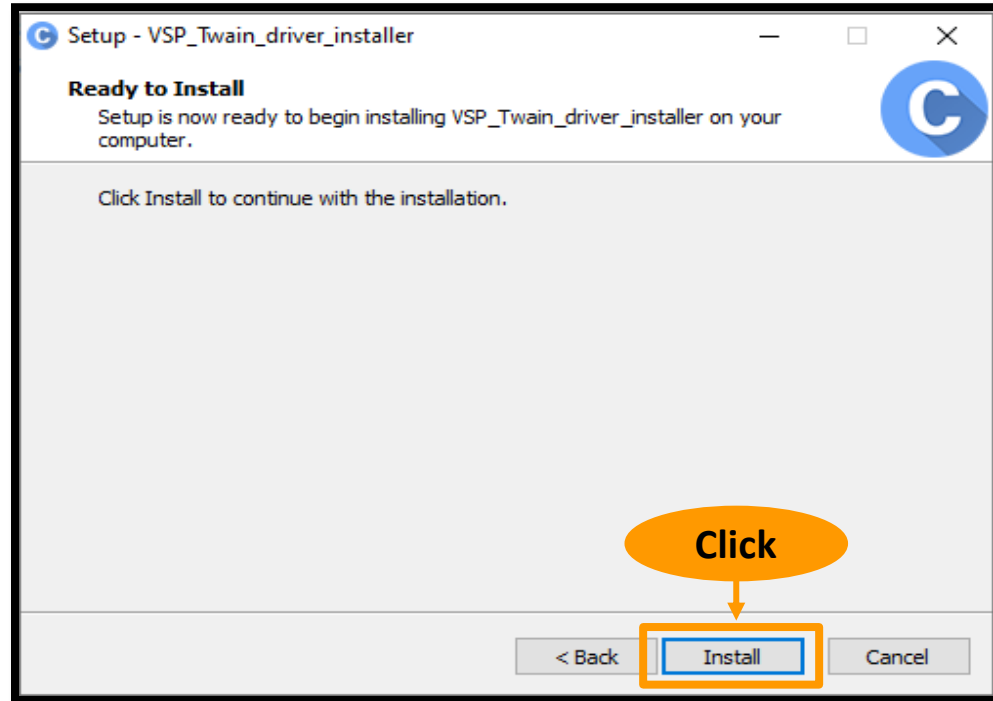 Setup - VSP_Twain_driver_installer
Ready to Install
Setup is now ready to begin installing VSP_Twain_driver_installer on your
computer.
C
Click Install to continue with the installation.
Click
< Back
Install
Cancel